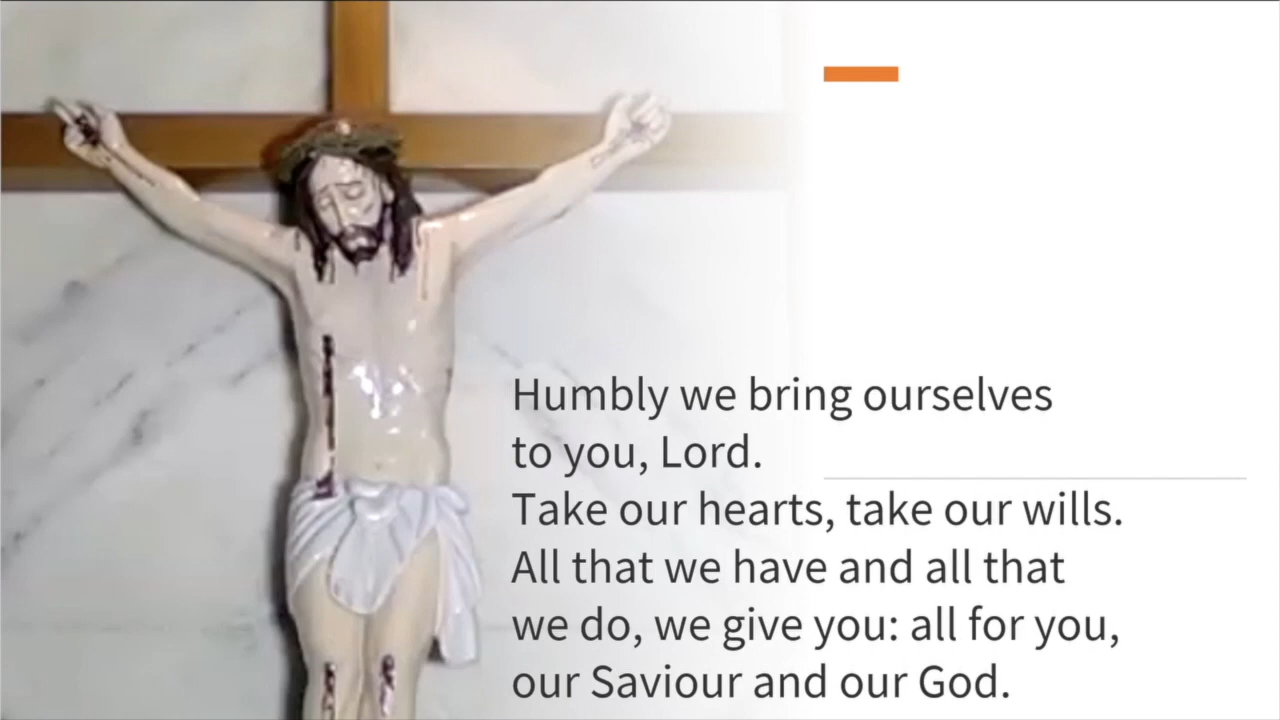 Humbly we bring ourselves
to you, Lord.
Take our hearts, take our wills.
All that we have and all that
we do, we give you: all for you,
our Saviour and our God.